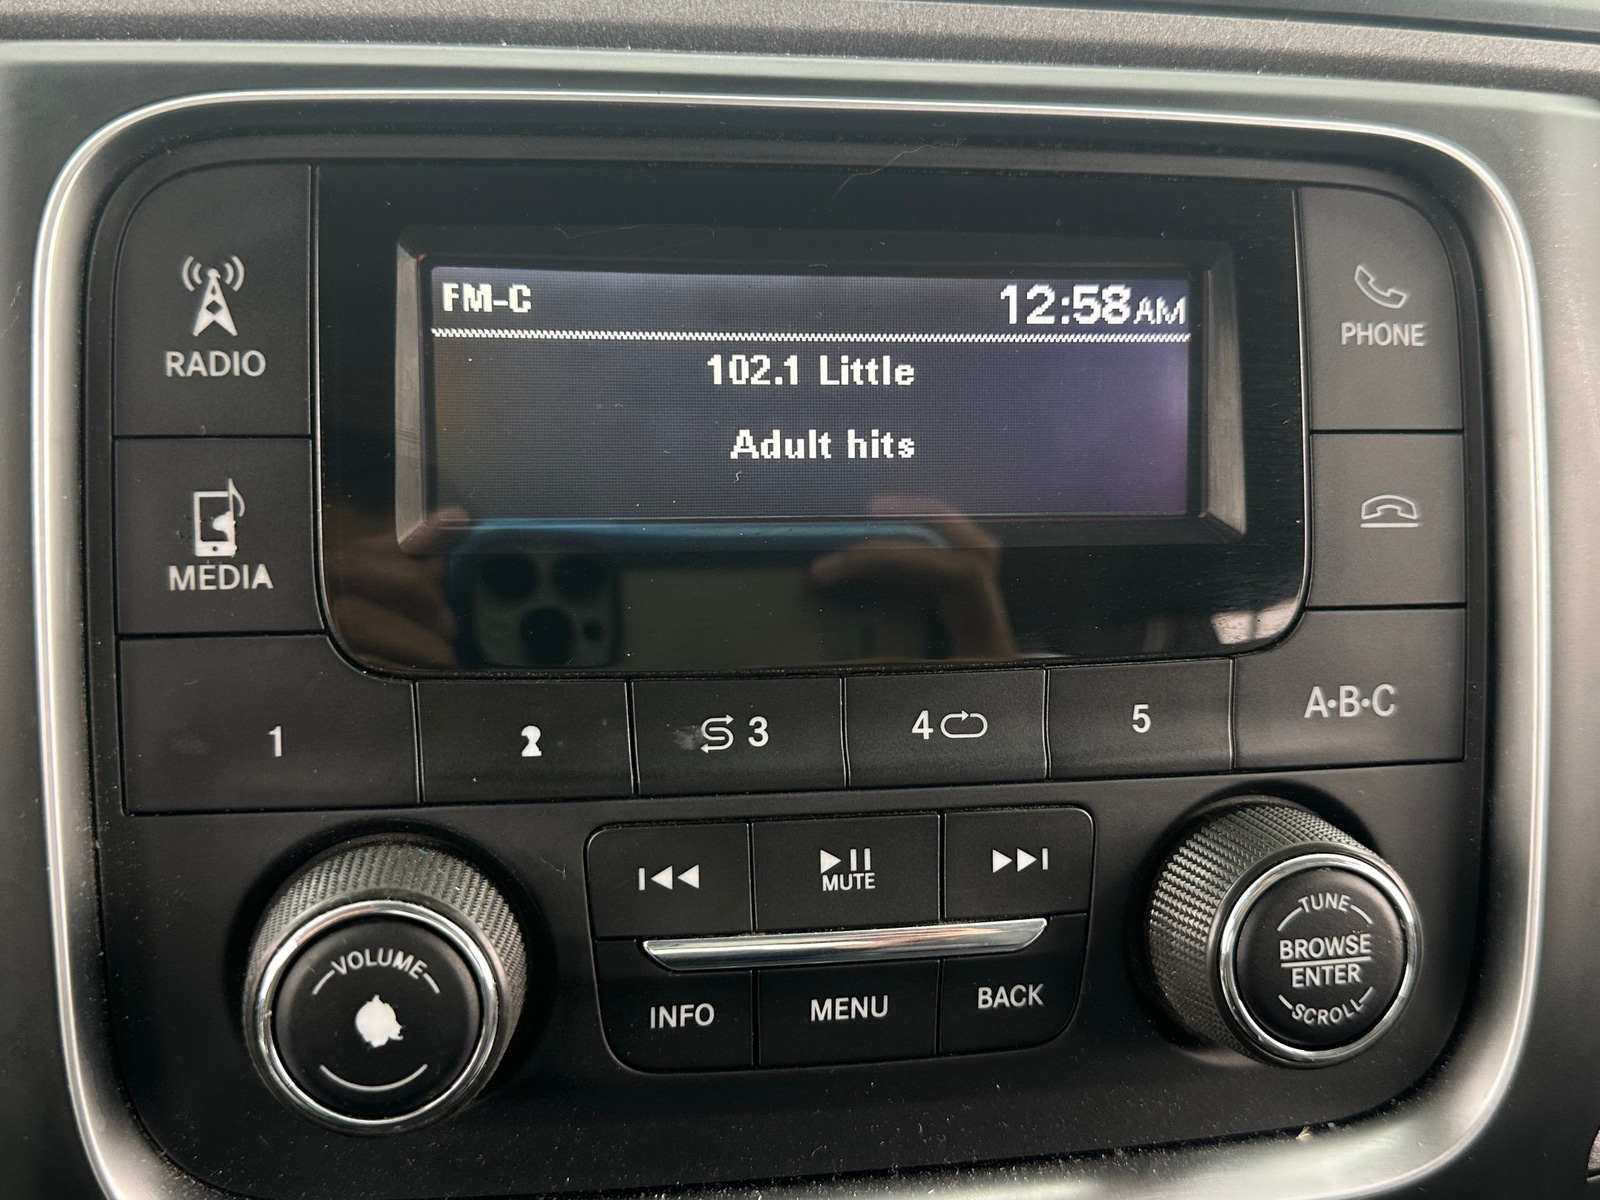 FM-C 12:58AM
102.1 Little
Adult hits
RADIO
PHONE
MEDIA
1
2
3
4
5
A·B·C
MUTE
VOLUME
INFO
MENU
BACK
TUNE
BROWSE
ENTER
SCROLL